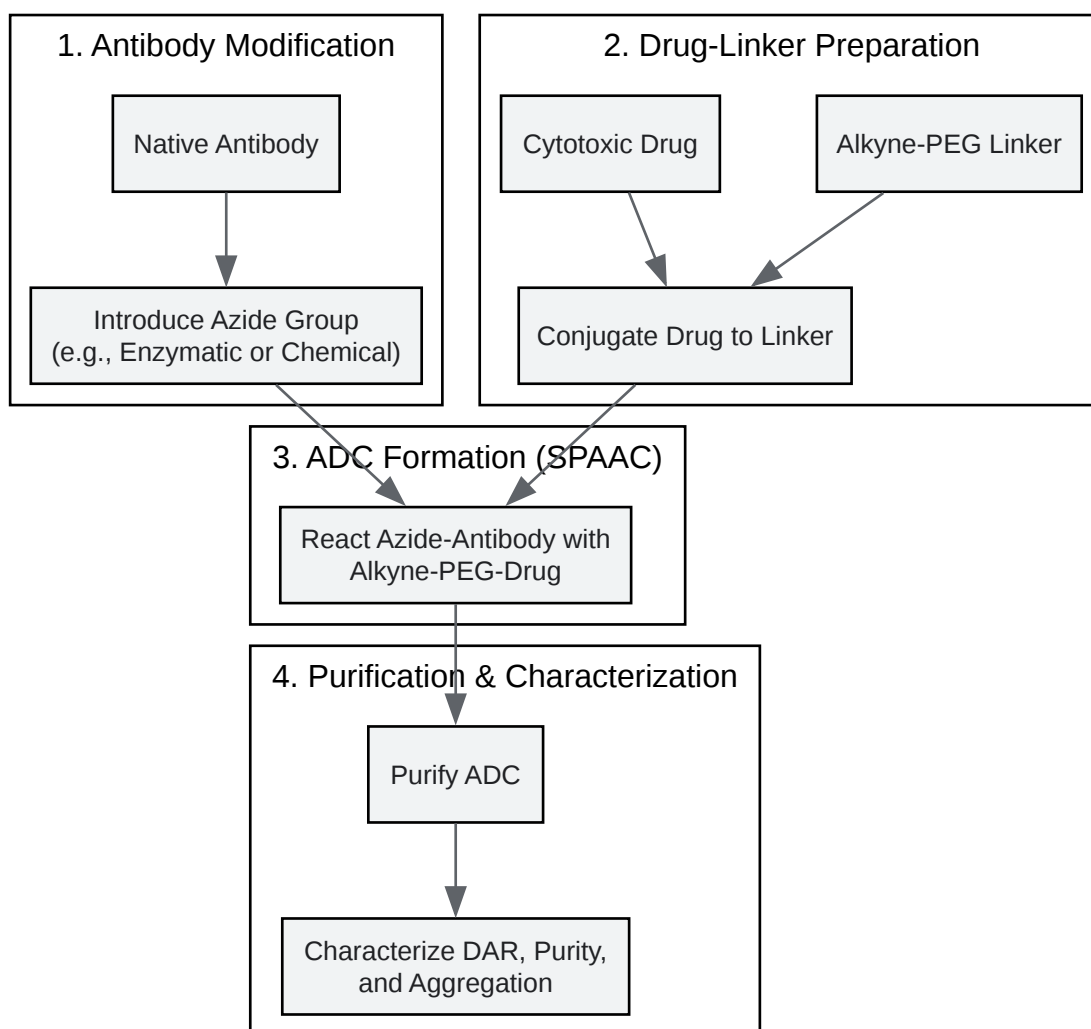 1. Antibody Modification
Native Antibody
Introduce Azide Group
(e.g., Enzymatic or Chemical)
2. Drug-Linker Preparation
Cytotoxic Drug
Alkyne-PEG Linker
Conjugate Drug to Linker
3. ADC Formation (SPAAC)
React Azide-Antibody with
Alkyne-PEG-Drug
4. Purification & Characterization
Purify ADC
Characterize DAR, Purity,
and Aggregation